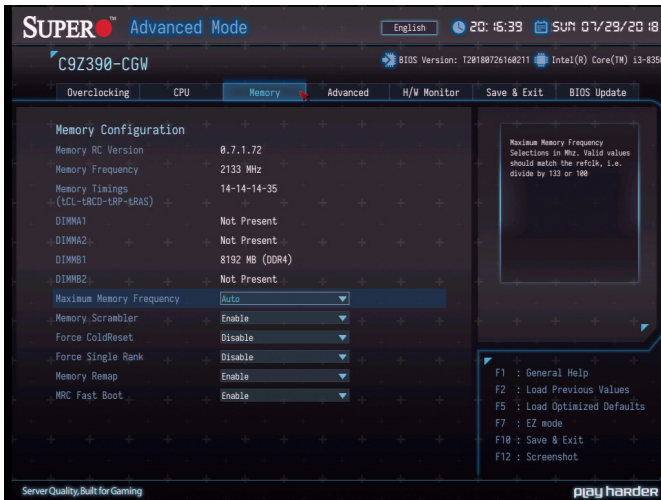 SUPER Advanced Mode
English 20:16:39 SUN 07/29/2018
C9Z390-CGW
BIOS Version: T20180726160211 Intel(R) Core(TM) i3-835
Overclocking CPU Memory Advanced H/W Monitor Save & Exit BIOS Update
Memory Configuration
Memory RC Version 0.7.1.72
Memory Frequency 2133 MHz
Memory Timings 14-14-14-35
(tCL-tRCD-tRP-tRAS)
DIMMA1 Not Present
DIMMA2 Not Present
DIMMB1 8192 MB (DDR4)
DIMMB2 Not Present
Maximum Memory Frequency Auto
Memory Scrambler Enable
Force ColdReset Disable
Force Single Rank Disable
Memory Remap Enable
MRC Fast Boot Enable
Maximum Memory Frequency
Selections in Mhz. Valid values
should match the refclk, i.e.
divide by 133 or 100
F1 : General Help
F2 : Load Previous Values
F5 : Load Optimized Defaults
F7 : EZ mode
F10 : Save & Exit
F12 : Screenshot
Server Quality, Built for Gaming
play harder